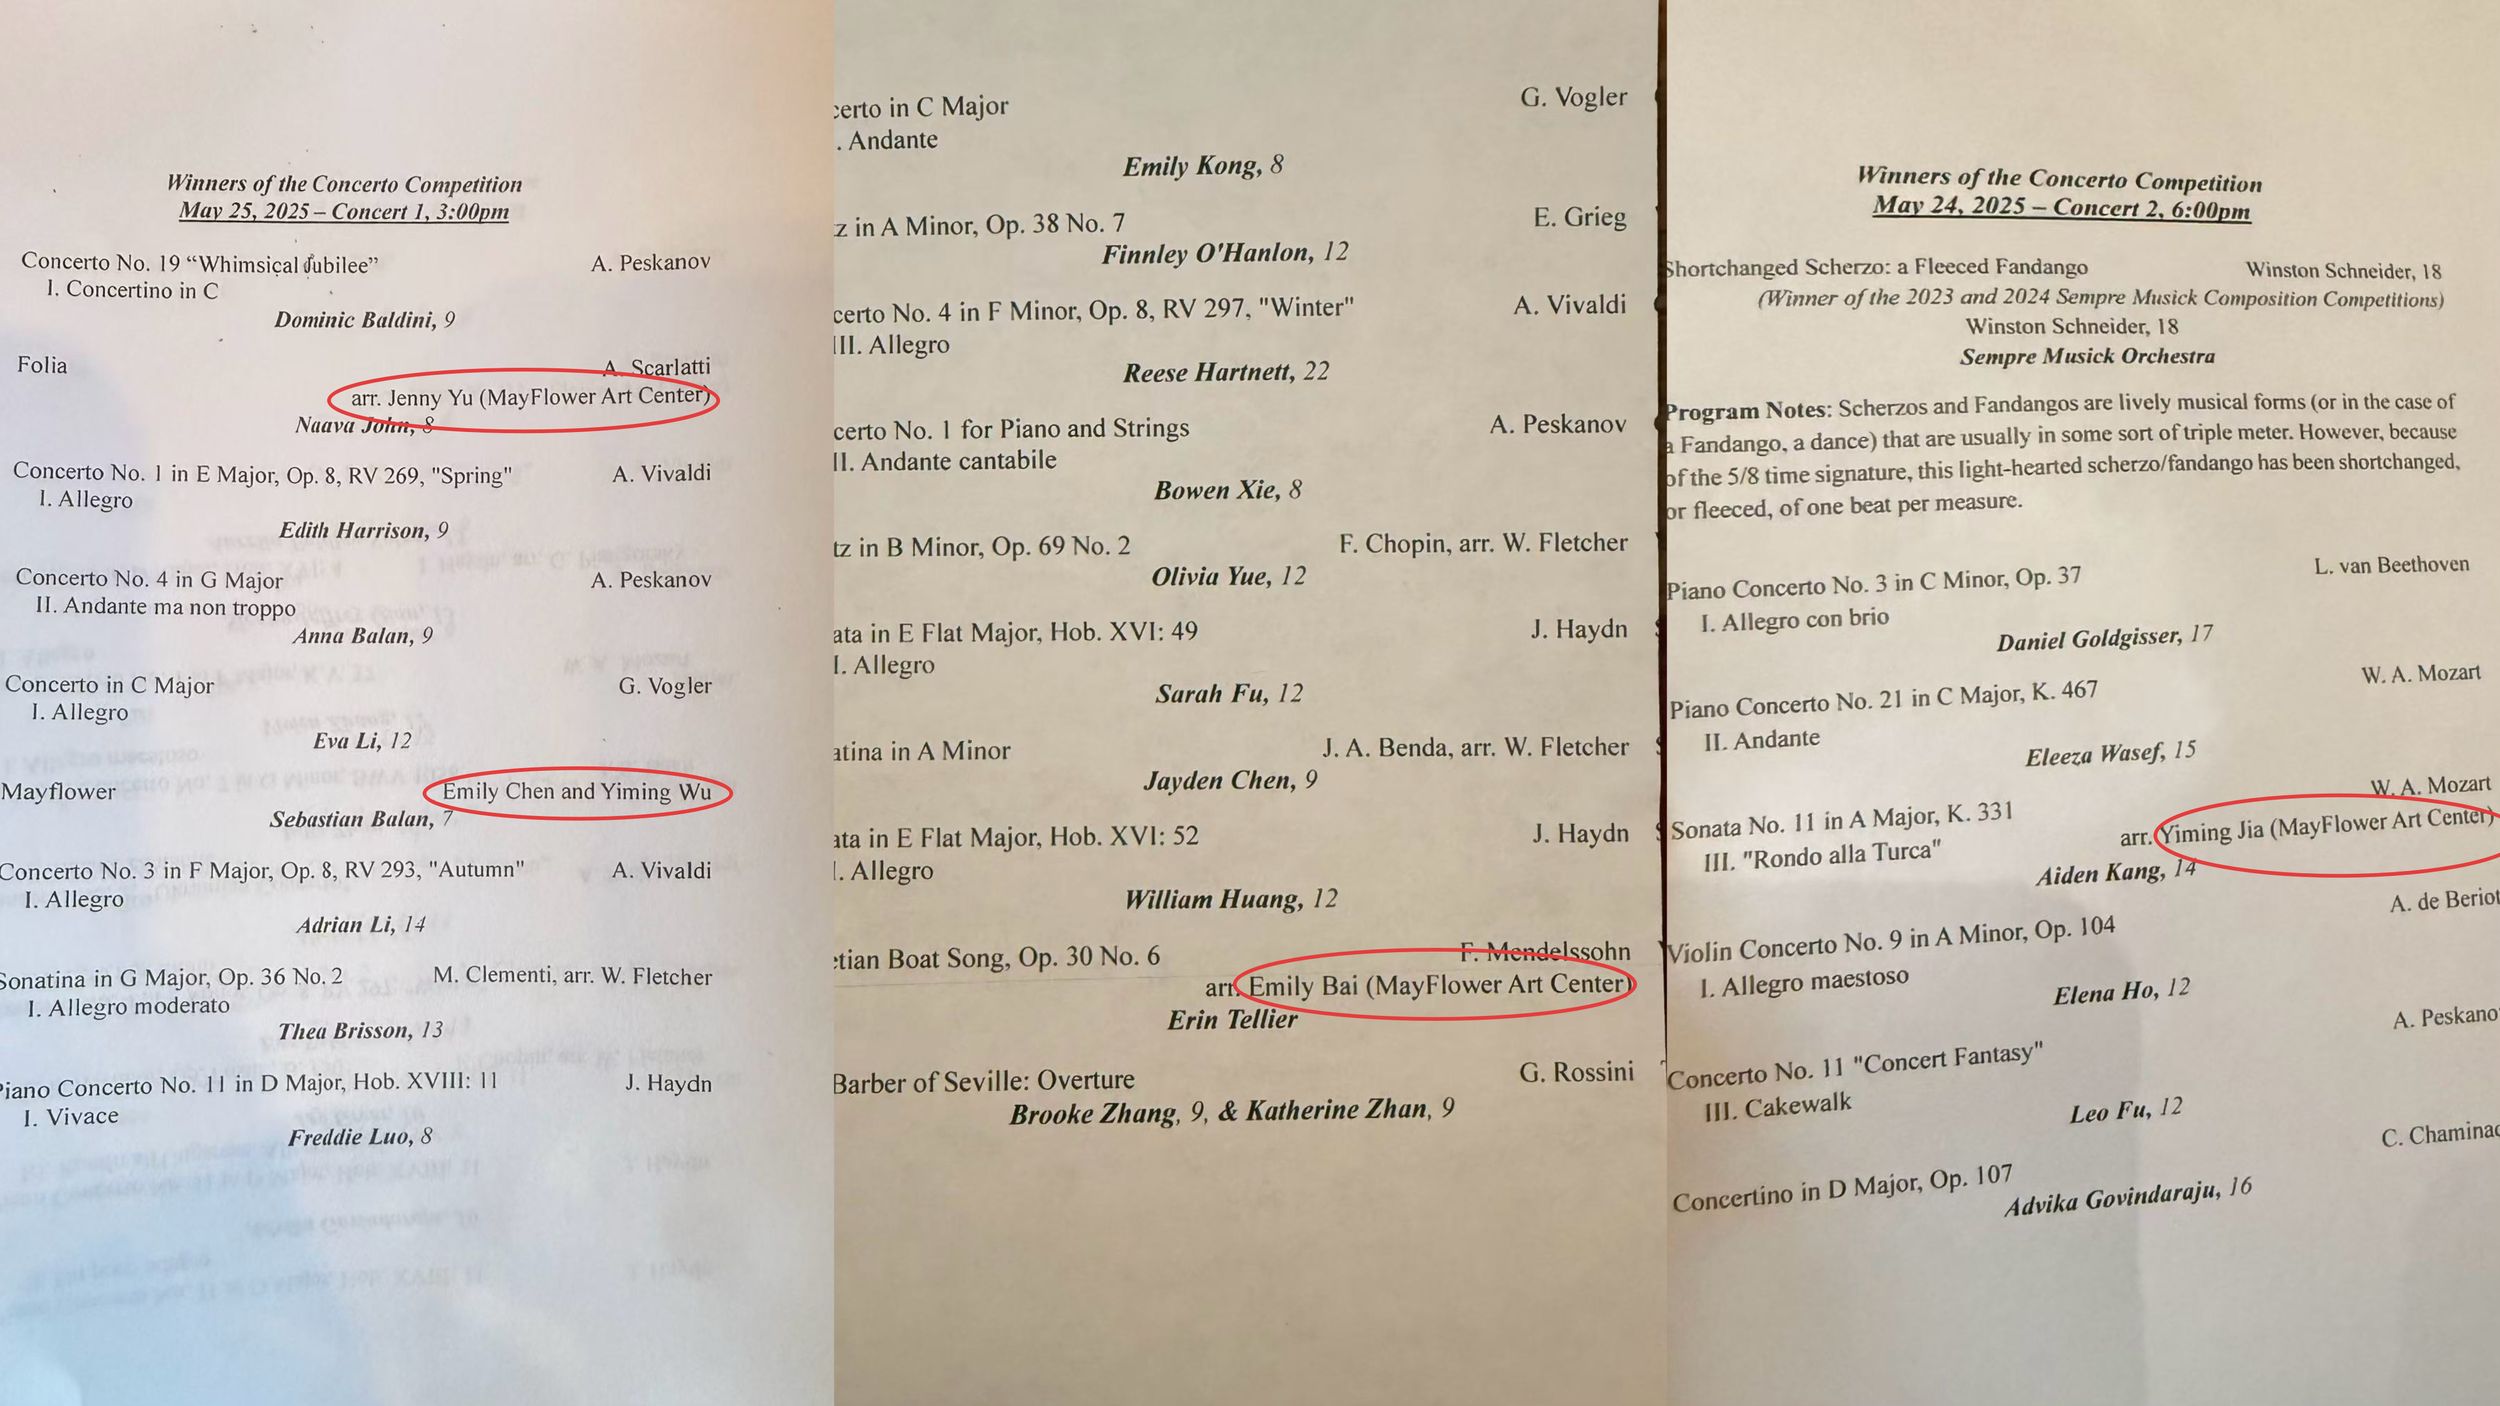 Winners of the Concerto Competition
May 25, 2025 – Concert 1, 3:00pm
Concerto No. 19 “Whimsical Jubilee” A. Peskanov
I. Concertino in C
Dominic Baldini, 9
Folia A. Scarlatti
arr. Jenny Yu (MayFlower Art Center)
Naava John, 8
Concerto No. 1 in E Major, Op. 8, RV 269, "Spring" A. Vivaldi
I. Allegro
Edith Harrison, 9
Concerto No. 4 in G Major A. Peskanov
II. Andante ma non troppo
Anna Balan, 9
Concerto in C Major G. Vogler
I. Allegro
Eva Li, 12
Mayflower Emily Chen and Yiming Wu
Sebastian Balan, 7
Concerto No. 3 in F Major, Op. 8, RV 293, "Autumn" A. Vivaldi
I. Allegro
Adrian Li, 14
Sonatina in G Major, Op. 36 No. 2 M. Clementi, arr. W. Fletcher
I. Allegro moderato
Thea Brisson, 13
Piano Concerto No. 11 in D Major, Hob. XVIII: 11 J. Haydn
I. Vivace
Freddie Luo, 8
certo in C Major G. Vogler
. Andante
Emily Kong, 8
z in A Minor, Op. 38 No. 7 E. Grieg
Finnley O'Hanlon, 12
certo No. 4 in F Minor, Op. 8, RV 297, "Winter" A. Vivaldi
III. Allegro
Reese Hartnett, 22
certo No. 1 for Piano and Strings A. Peskanov
II. Andante cantabile
Bowen Xie, 8
tz in B Minor, Op. 69 No. 2 F. Chopin, arr. W. Fletcher
Olivia Yue, 12
ata in E Flat Major, Hob. XVI: 49 J. Haydn
I. Allegro
Sarah Fu, 12
atina in A Minor J. A. Benda, arr. W. Fletcher
Jayden Chen, 9
ata in E Flat Major, Hob. XVI: 52 J. Haydn
I. Allegro
William Huang, 12
etian Boat Song, Op. 30 No. 6 F. Mendelssohn
arr. Emily Bai (MayFlower Art Center)
Erin Tellier
Barber of Seville: Overture G. Rossini
Brooke Zhang, 9, & Katherine Zhan, 9
Winners of the Concerto Competition
May 24, 2025 – Concert 2, 6:00pm
Shortchanged Scherzo: a Fleeced Fandango Winston Schneider, 18
(Winner of the 2023 and 2024 Sempre Musick Composition Competitions)
Winston Schneider, 18
Sempre Musick Orchestra
Program Notes: Scherzos and Fandangos are lively musical forms (or in the case of
a Fandango, a dance) that are usually in some sort of triple meter. However, because
of the 5/8 time signature, this light-hearted scherzo/fandango has been shortchanged,
or fleeced, of one beat per measure.
Piano Concerto No. 3 in C Minor, Op. 37 L. van Beethoven
I. Allegro con brio
Daniel Goldgisser, 17
Piano Concerto No. 21 in C Major, K. 467 W. A. Mozart
II. Andante
Eleeza Wasef, 15
Sonata No. 11 in A Major, K. 331 W. A. Mozart
III. "Rondo alla Turca" arr. Yiming Jia (MayFlower Art Center)
Aiden Kang, 14
Violin Concerto No. 9 in A Minor, Op. 104 A. de Beriot
I. Allegro maestoso
Elena Ho, 12
Concerto No. 11 "Concert Fantasy" A. Peskano
III. Cakewalk
Leo Fu, 12
Concertino in D Major, Op. 107 C. Chaminad
Advika Govindaraju, 16